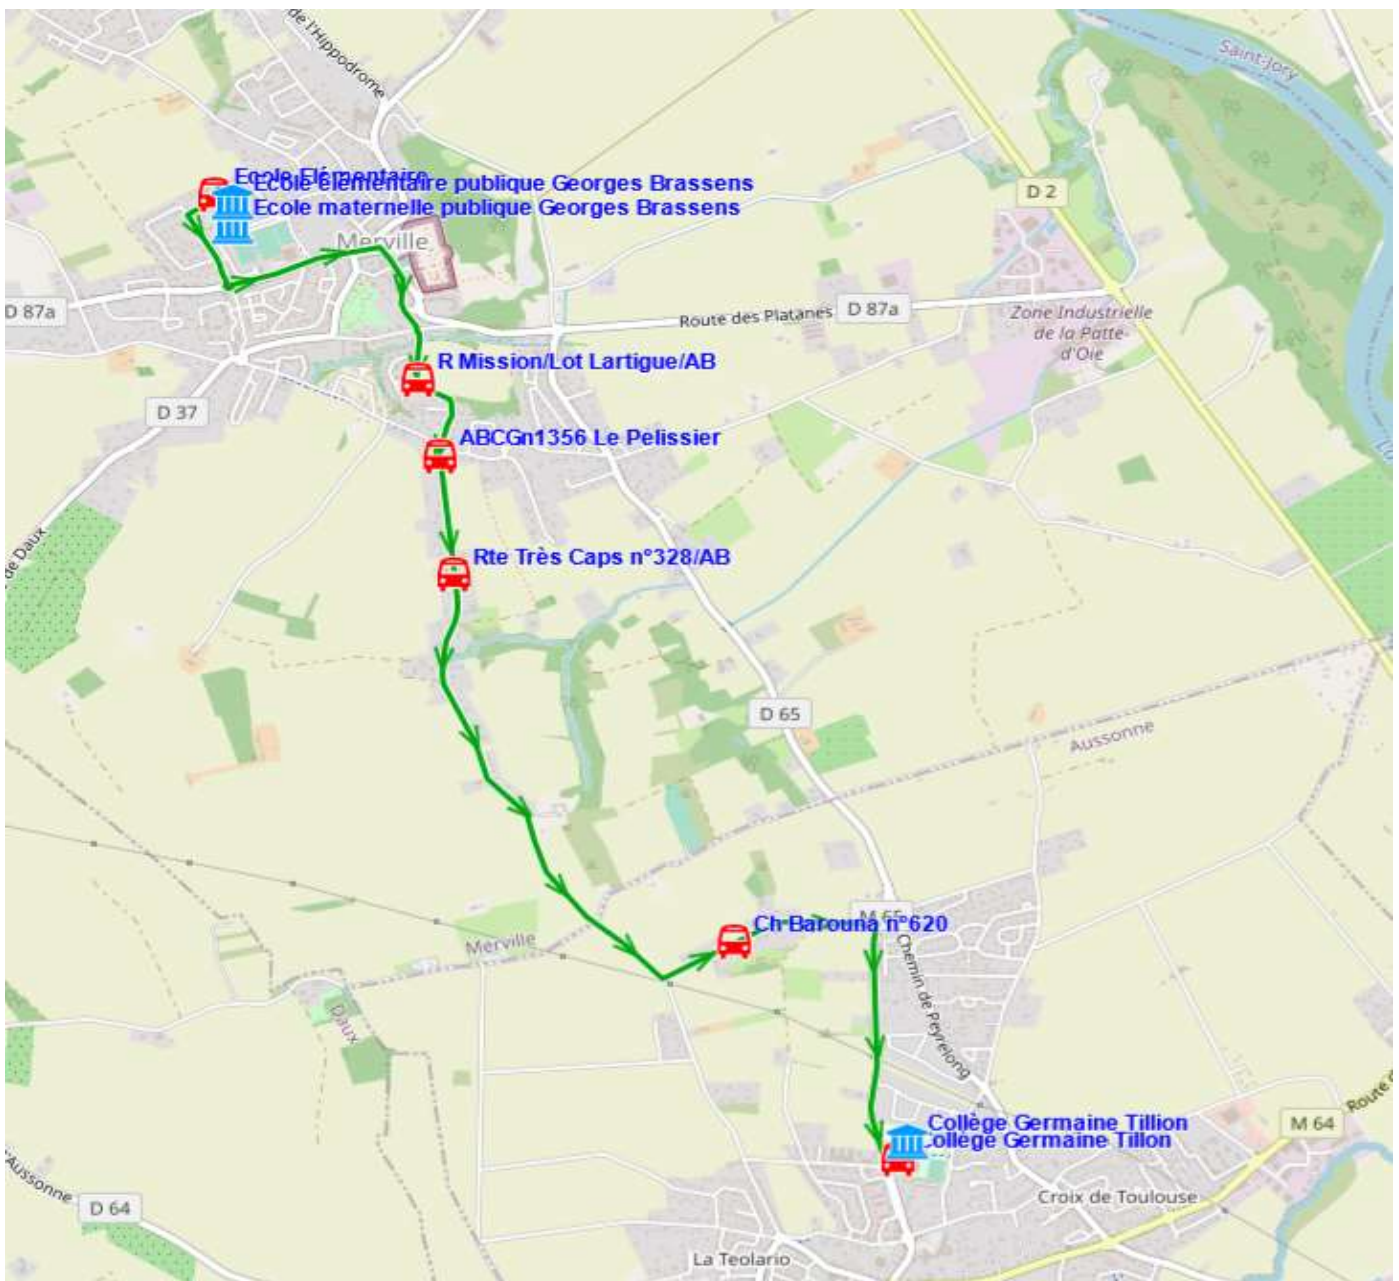 de l'Hippodrome
Saint-Jory
Ecole Elémentaire
Ecole élémentaire publique Georges Brassens
Ecole maternelle publique Georges Brassens
D 2
Merville
D 87a
Route des Platanes
D 87a
Zone Industrielle
de la Patte
d'Oie
R Mission/Lot Lartigue/AB
D 37
ABCGn1356 Le Pelissier
de Daux
Rte Très Caps n°328/AB
D 65
Aussonne
M 65
Ch Barouna n°620
Merville
Chemin de Peyrelong
Daux
Collège Germaine Tillion
Collège Germaine Tillon
M 64
Route d
d'Aussonne
D 64
Croix de Toulouse
La Teolario